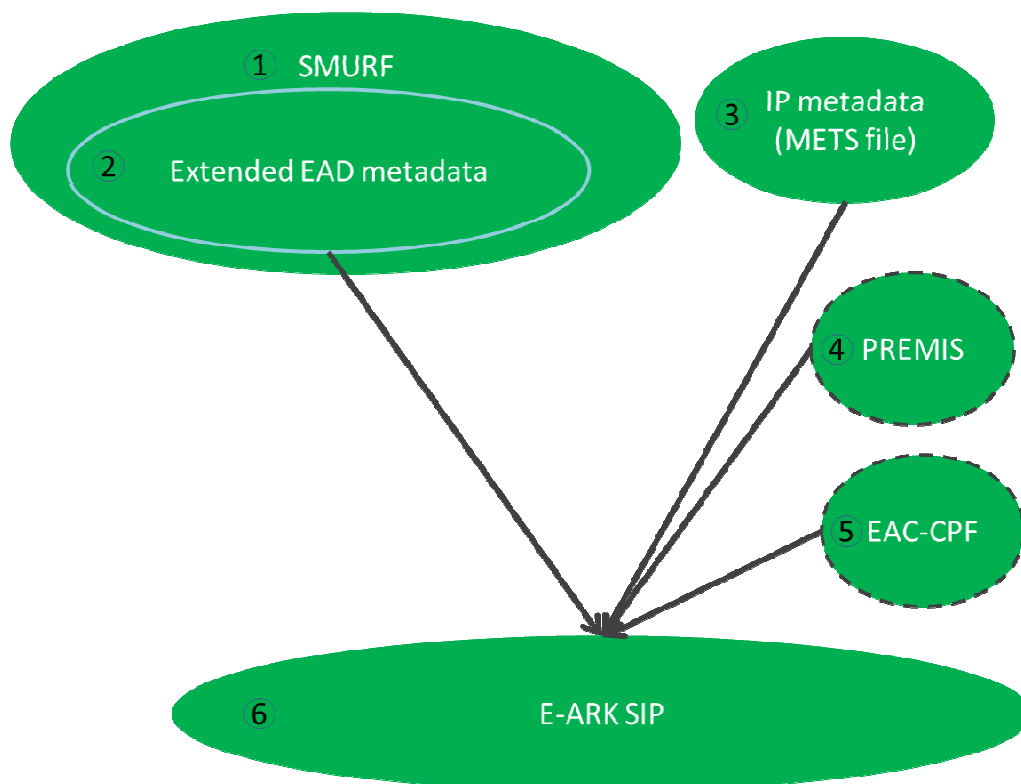 ① SMURF
② Extended EAD metadata
③ IP metadata
(METS file)
④ PREMIS
⑤ EAC-CPF
⑥ E-ARK SIP